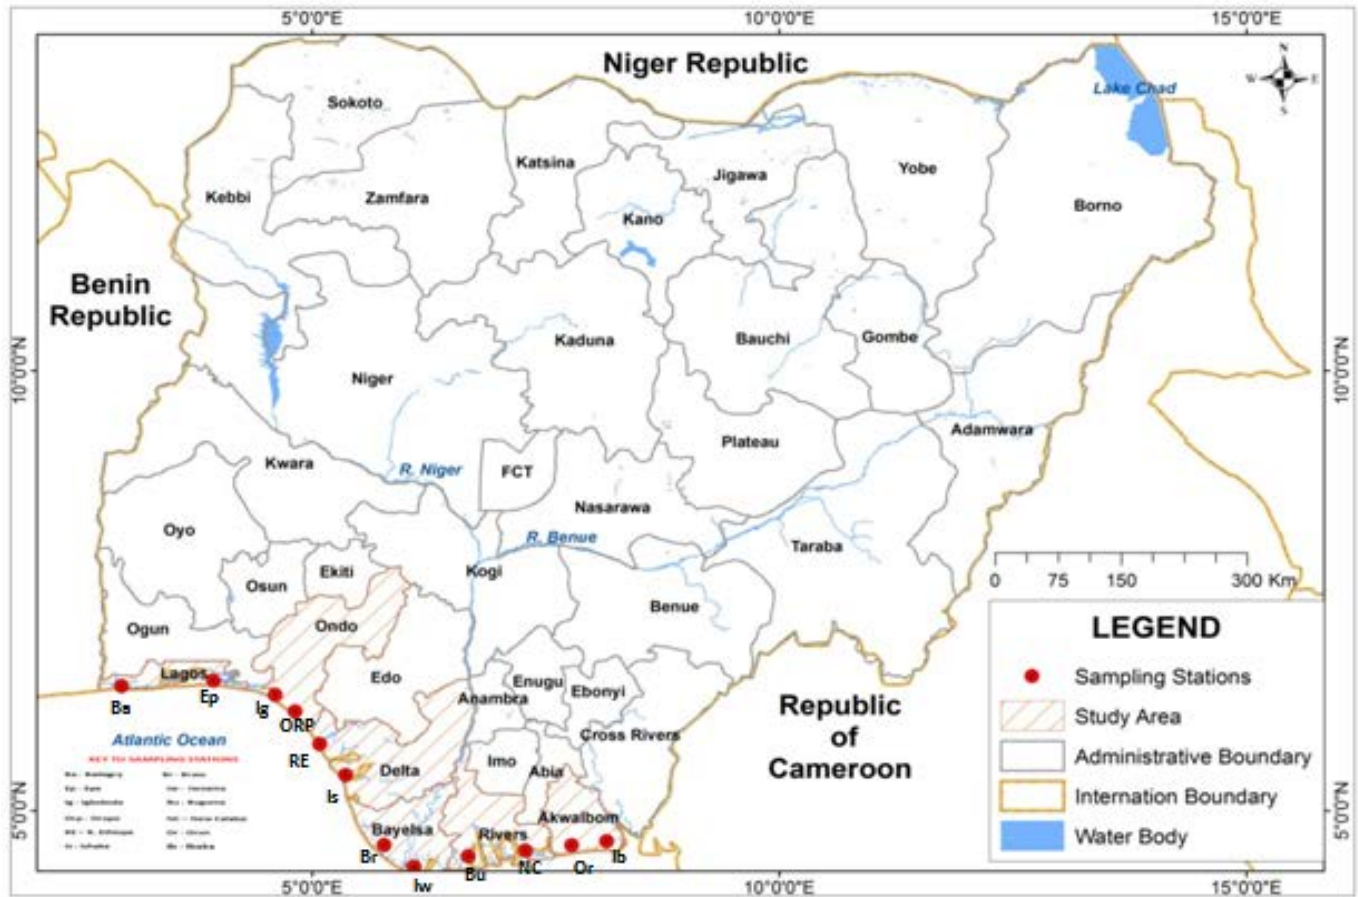 5°0'0"E 10°0'0"E 15°0'0"E
Niger Republic
N
W E
S
Lake Chad
Sokoto
Katsina
Jigawa
Yobe
Kebbi
Zamfara
Kano
Borno
Benin
Republic
Kaduna
Bauchi
Gombe
Niger
10°0'0"N
10°0'0"N
Plateau
Adamwara
Kwara
R. Niger
FCT
Nasarawa
Oyo
R. Benue
Taraba
Osun
Ekiti
Kogi
Benue
0 75 150 300 Km
Ogun
Ondo
Lagos
Edo
Anambra
Enugu
Ebonyi
Ba
Ep
Ig
ORP
Cross Rivers
Republic
of
Cameroon
Atlantic Ocean
KEY TO SAMPLING STATIONS
RE
Delta
Imo
Abia
Is
5°0'0"N
5°0'0"N
Bayelsa
Rivers
Akwalbom
Br
Iw
Bu
NC
Or
Ib
LEGEND
Sampling Stations
Study Area
Administrative Boundary
Internation Boundary
Water Body
5°0'0"E 10°0'0"E 15°0'0"E